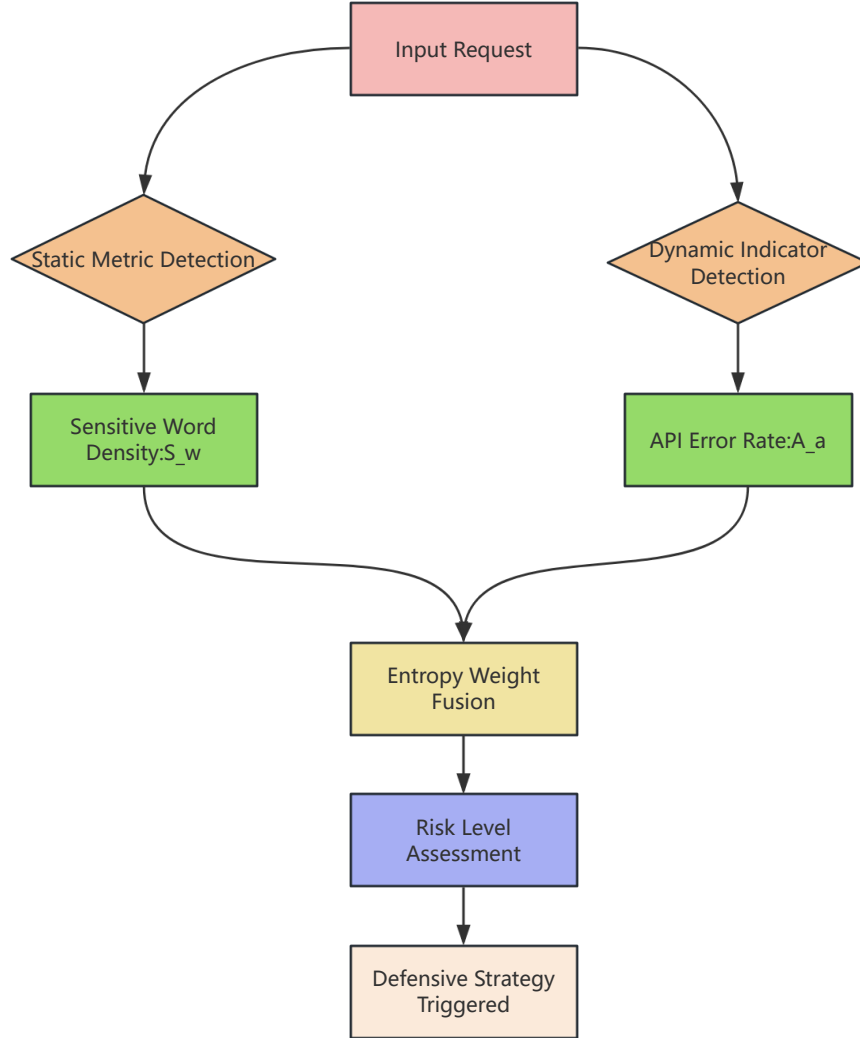 Input Request
Static Metric Detection
Dynamic Indicator
Detection
Sensitive Word
Density:S_w
API Error Rate:A_a
Entropy Weight
Fusion
Risk Level
Assessment
Defensive Strategy
Triggered